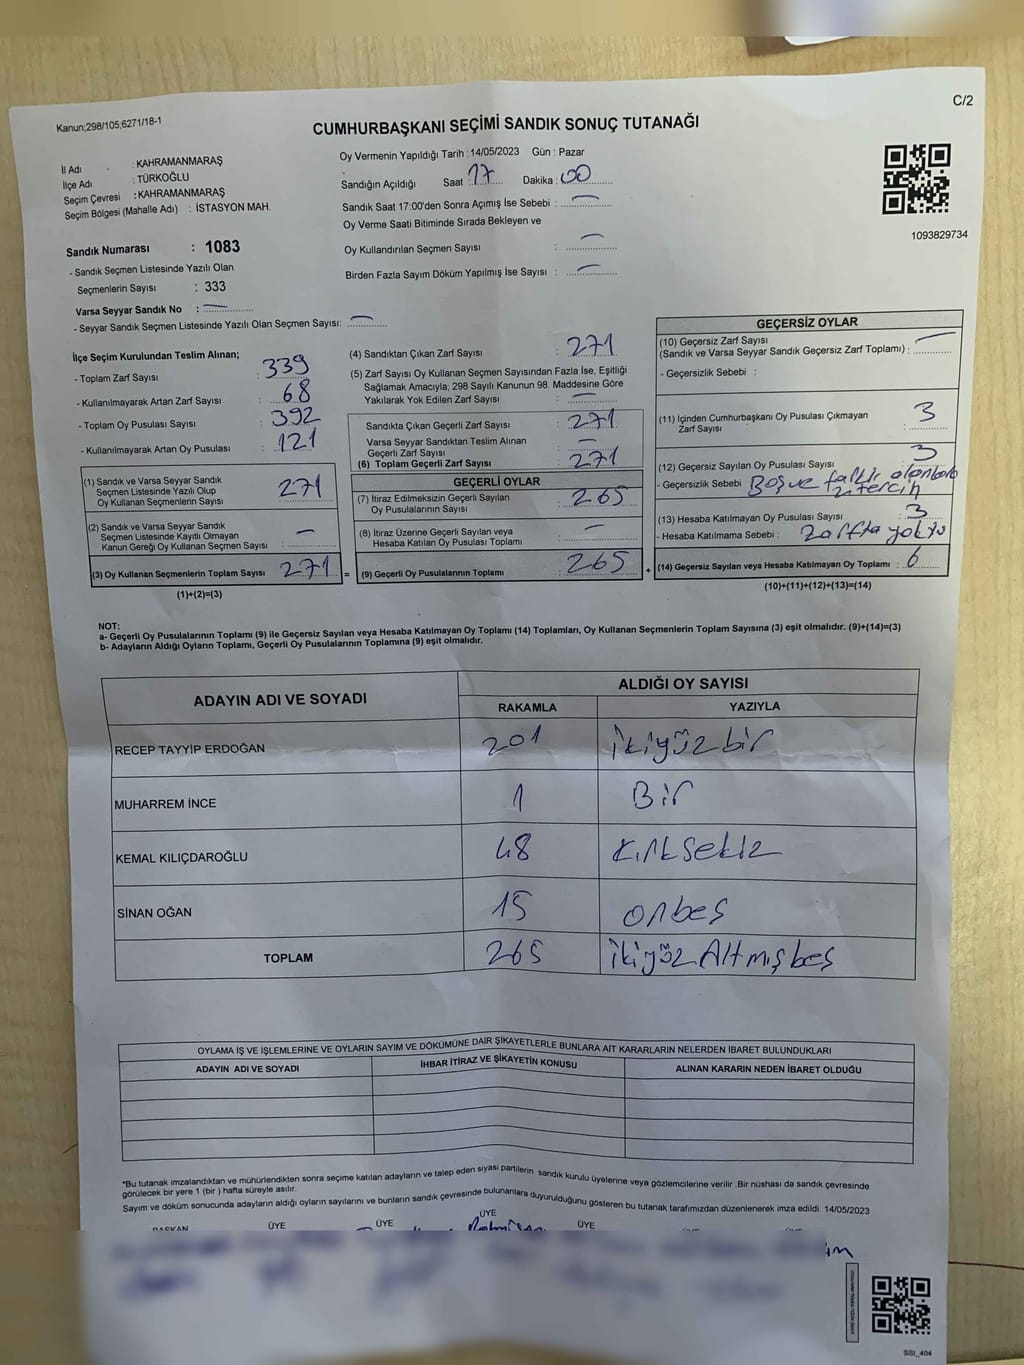 C/2
Kanun;298/105;6271/18-1
CUMHURBAŞKANI SEÇİMİ SANDIK SONUÇ TUTANAĞI
İl Adı : KAHRAMANMARAŞ
İlçe Adı : TÜRKOĞLU
Seçim Çevresi : KAHRAMANMARAŞ
Seçim Bölgesi (Mahalle Adı) : İSTASYON MAH.
Oy Vermenin Yapıldığı Tarih : 14/05/2023 Gün : Pazar
Sandığın Açıldığı Saat : 17 Dakika : 00
Sandık Saat 17:00'den Sonra Açımış İse Sebebi : —
Oy Verme Saati Bitiminde Sırada Bekleyen ve
Oy Kullandırılan Seçmen Sayısı : —
Birden Fazla Sayım Döküm Yapılmış İse Sayısı : —
1093829734
Sandık Numarası : 1083
- Sandık Seçmen Listesinde Yazılı Olan
Seçmenlerin Sayısı : 333
Varsa Seyyar Sandık No : —
- Seyyar Sandık Seçmen Listesinde Yazılı Olan Seçmen Sayısı: —
İlçe Seçim Kurulundan Teslim Alınan;
- Toplam Zarf Sayısı : 339
- Kullanılmayarak Artan Zarf Sayısı : 68
- Toplam Oy Pusulası Sayısı : 392
- Kullanılmayarak Artan Oy Pusulası : 121
(1) Sandık ve Varsa Seyyar Sandık
Seçmen Listesinde Yazılı Olup
Oy Kullanan Seçmenlerin Sayısı : 271
(2) Sandık ve Varsa Seyyar Sandık
Seçmen Listesinde Kayıtlı Olmayan
Kanun Gereği Oy Kullanan Seçmen Sayısı : —
(3) Oy Kullanan Seçmenlerin Toplam Sayısı : 271 =
(1)+(2)=(3)
(4) Sandıktan Çıkan Zarf Sayısı : 271
(5) Zarf Sayısı Oy Kullanan Seçmen Sayısından Fazla İse, Eşitliği
Sağlamak Amacıyla; 298 Sayılı Kanunun 98. Maddesine Göre
Yakılarak Yok Edilen Zarf Sayısı : —
Sandıkta Çıkan Geçerli Zarf Sayısı : 271
Varsa Seyyar Sandıktan Teslim Alınan
Geçerli Zarf Sayısı : —
(6) Toplam Geçerli Zarf Sayısı : 271
GEÇERLİ OYLAR
(7) İtiraz Edilmeksizin Geçerli Sayılan
Oy Pusulalarının Sayısı : 265
(8) İtiraz Üzerine Geçerli Sayılan veya
Hesaba Katılan Oy Pusulası Toplamı : —
(9) Geçerli Oy Pusulalarının Toplamı : 265 +
GEÇERSİZ OYLAR
(10) Geçersiz Zarf Sayısı
(Sandık ve Varsa Seyyar Sandık Geçersiz Zarf Toplamı) : —
- Geçersizlik Sebebi :
(11) İçinden Cumhurbaşkanı Oy Pusulası Çıkmayan
Zarf Sayısı : 3
(12) Geçersiz Sayılan Oy Pusulası Sayısı : 3
- Geçersizlik Sebebi Boş ve farklı
tercih
(13) Hesaba Katılmayan Oy Pusulası Sayısı : 3
- Hesaba Katılmama Sebebi : Zarfta yoktu
(14) Geçersiz Sayılan veya Hesaba Katılmayan Oy Toplamı : 6
(10)+(11)+(12)+(13)=(14)
NOT:
a- Geçerli Oy Pusulalarının Toplamı (9) ile Geçersiz Sayılan veya Hesaba Katılmayan Oy Toplamı (14) Toplamları, Oy Kullanan Seçmenlerin Toplam Sayısına (3) eşit olmalıdır. (9)+(14)=(3)
b- Adayların Aldığı Oyların Toplamı, Geçerli Oy Pusulalarının Toplamına (9) eşit olmalıdır.
ADAYIN ADI VE SOYADI ALDIĞI OY SAYISI
RAKAMLA YAZIYLA
RECEP TAYYİP ERDOĞAN 201 İkiyüzbir
MUHARREM İNCE 1 Bir
KEMAL KILIÇDAROĞLU 48 Kırksekiz
SİNAN OĞAN 15 onbeş
TOPLAM 265 İkiyüzAltmışbeş
OYLAMA İŞ VE İŞLEMLERİNE VE OYLARIN SAYIM VE DÖKÜMÜNE DAİR ŞİKAYETLERLE BUNLARA AİT KARARLARIN NELERDEN İBARET BULUNDUKLARI
ADAYIN ADI VE SOYADI İHBAR İTİRAZ VE ŞİKAYETİN KONUSU ALINAN KARARIN NEDEN İBARET OLDUĞU
*Bu tutanak imzalandıktan ve mühürlendikten sonra seçime katılan adayların ve talep eden siyasi partilerin sandık kurulu üyelerine veya gözlemcilerine verilir .Bir nüshası da sandık çevresinde
görülecek bir yere 1 (bir ) hafta süreyle asılır.
Sayım ve döküm sonucunda adayların aldığı oyların sayılarını ve bunların sandık çevresinde bulunanlara duyurulduğunu gösteren bu tutanak tarafımızdan düzenlenerek imza edildi. 14/05/2023
BAŞKAN ÜYE ÜYE ÜYE ÜYE
SSI_404